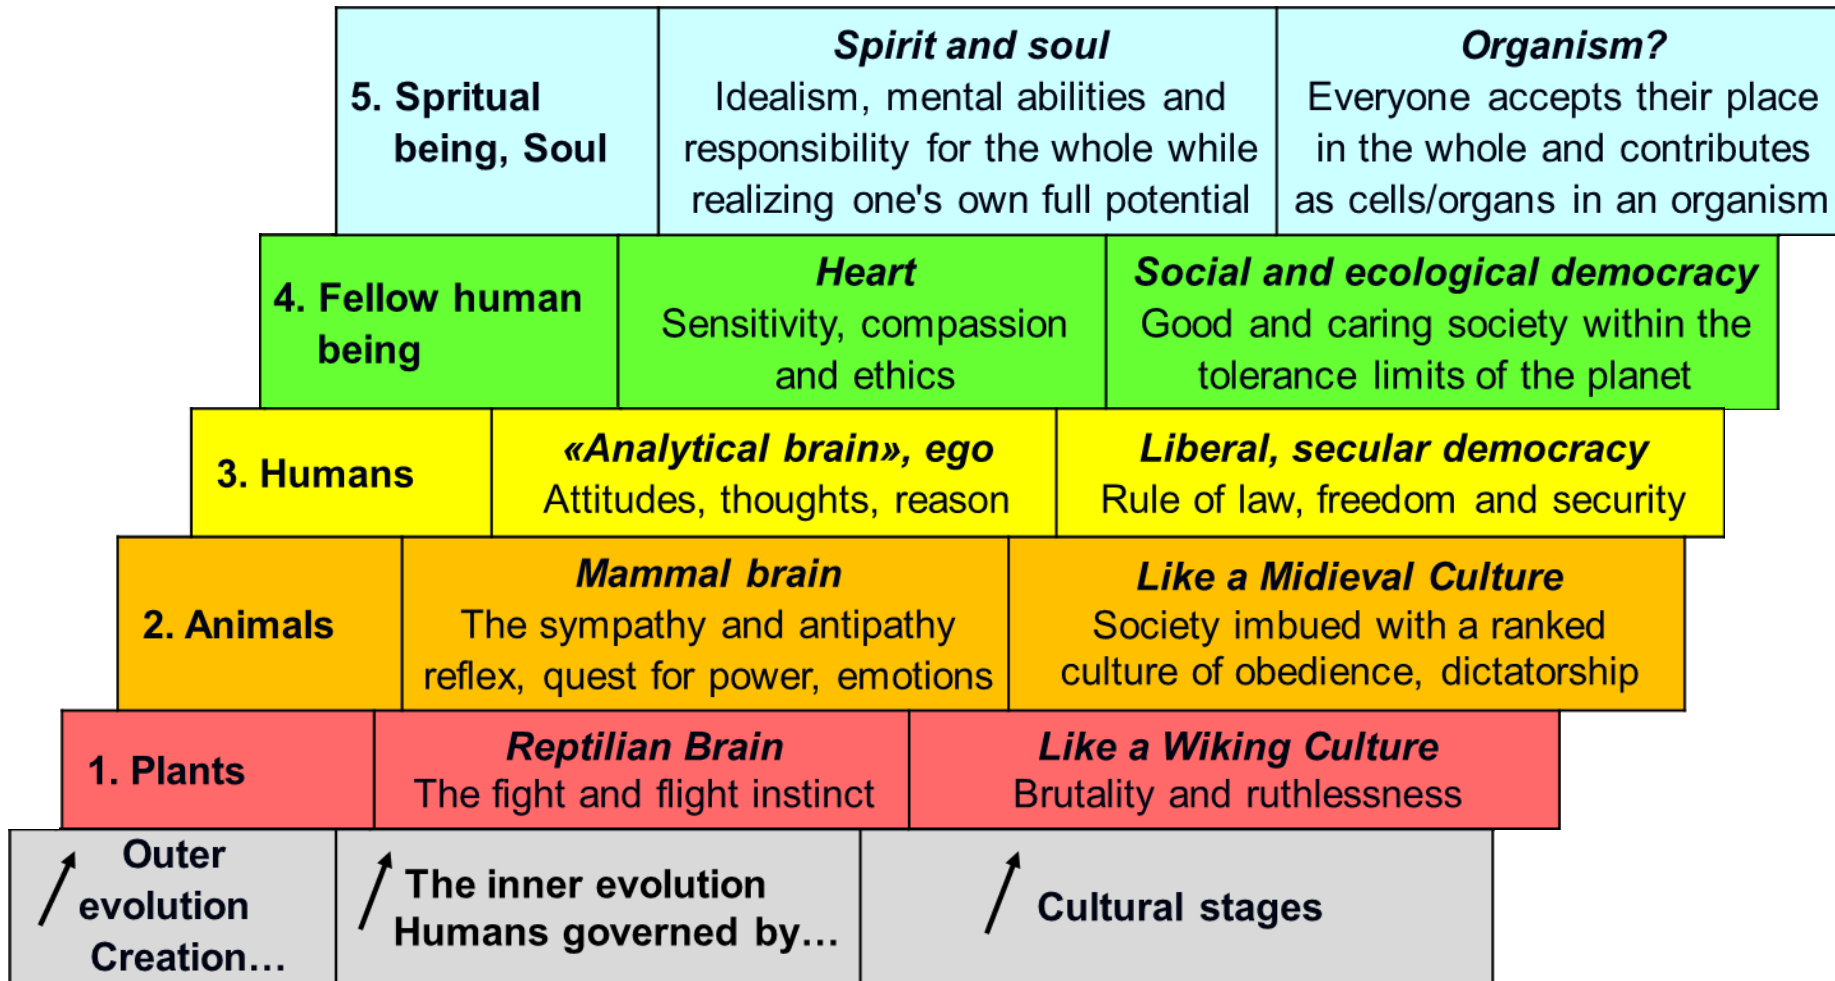 5. Spritual
being, Soul
Spirit and soul
Idealism, mental abilities and
responsibility for the whole while
realizing one's own full potential
Organism?
Everyone accepts their place
in the whole and contributes
as cells/organs in an organism
4. Fellow human
being
Heart
Sensitivity, compassion
and ethics
Social and ecological democracy
Good and caring society within the
tolerance limits of the planet
3. Humans
«Analytical brain», ego
Attitudes, thoughts, reason
Liberal, secular democracy
Rule of law, freedom and security
2. Animals
Mammal brain
The sympathy and antipathy
reflex, quest for power, emotions
Like a Midieval Culture
Society imbued with a ranked
culture of obedience, dictatorship
1. Plants
Reptilian Brain
The fight and flight instinct
Like a Wiking Culture
Brutality and ruthlessness
Outer
evolution
Creation…
The inner evolution
Humans governed by…
Cultural stages